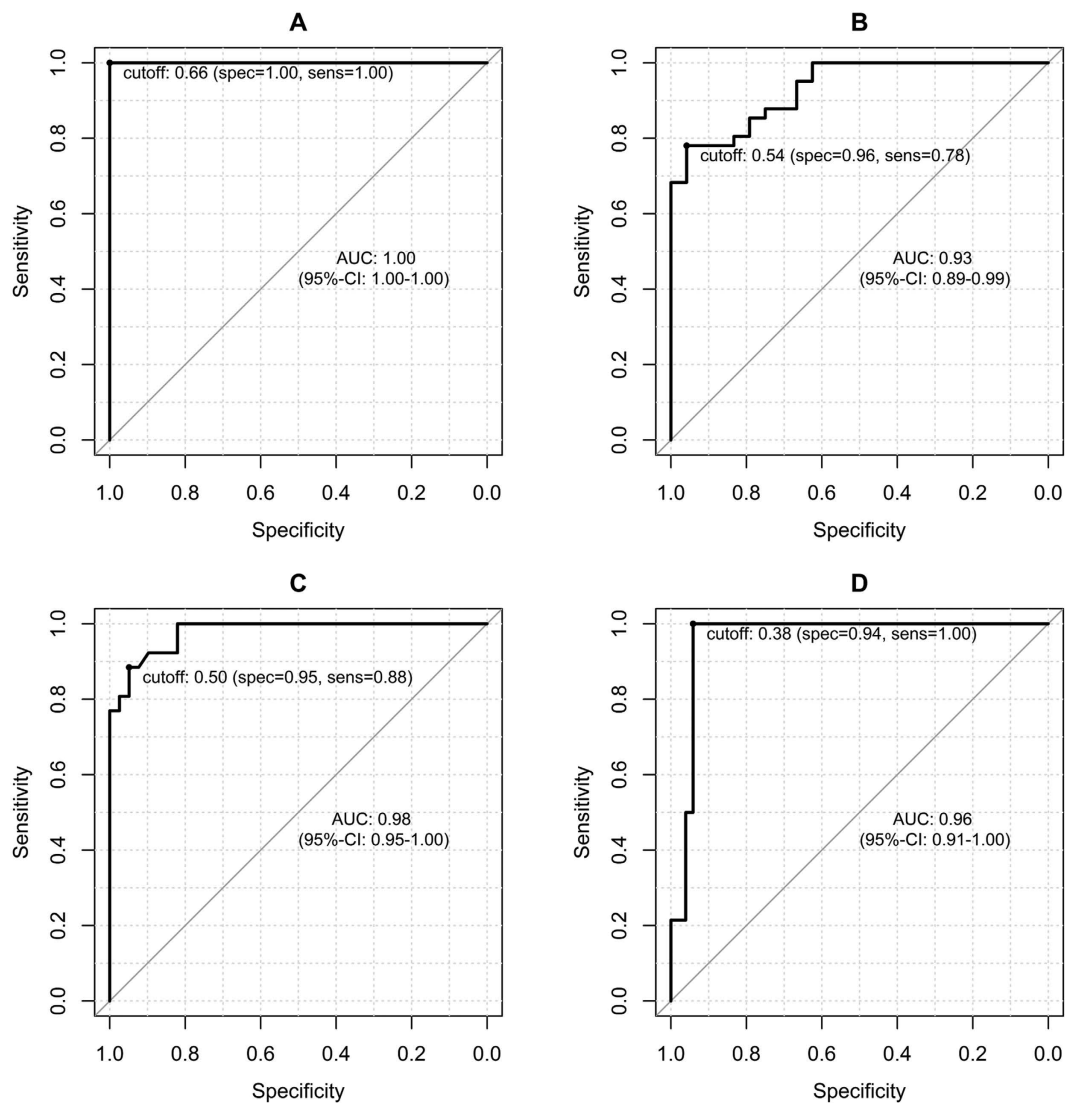 A
1.0
0.8
0.6
0.4
0.2
0.0
Sensitivity
cutoff: 0.66 (spec=1.00, sens=1.00)
AUC: 1.00
(95%-CI: 1.00-1.00)
1.0 0.8 0.6 0.4 0.2 0.0
Specificity
B
1.0
0.8
0.6
0.4
0.2
0.0
Sensitivity
cutoff: 0.54 (spec=0.96, sens=0.78)
AUC: 0.93
(95%-CI: 0.89-0.99)
1.0 0.8 0.6 0.4 0.2 0.0
Specificity
C
1.0
0.8
0.6
0.4
0.2
0.0
Sensitivity
cutoff: 0.50 (spec=0.95, sens=0.88)
AUC: 0.98
(95%-CI: 0.95-1.00)
1.0 0.8 0.6 0.4 0.2 0.0
Specificity
D
1.0
0.8
0.6
0.4
0.2
0.0
Sensitivity
cutoff: 0.38 (spec=0.94, sens=1.00)
AUC: 0.96
(95%-CI: 0.91-1.00)
1.0 0.8 0.6 0.4 0.2 0.0
Specificity